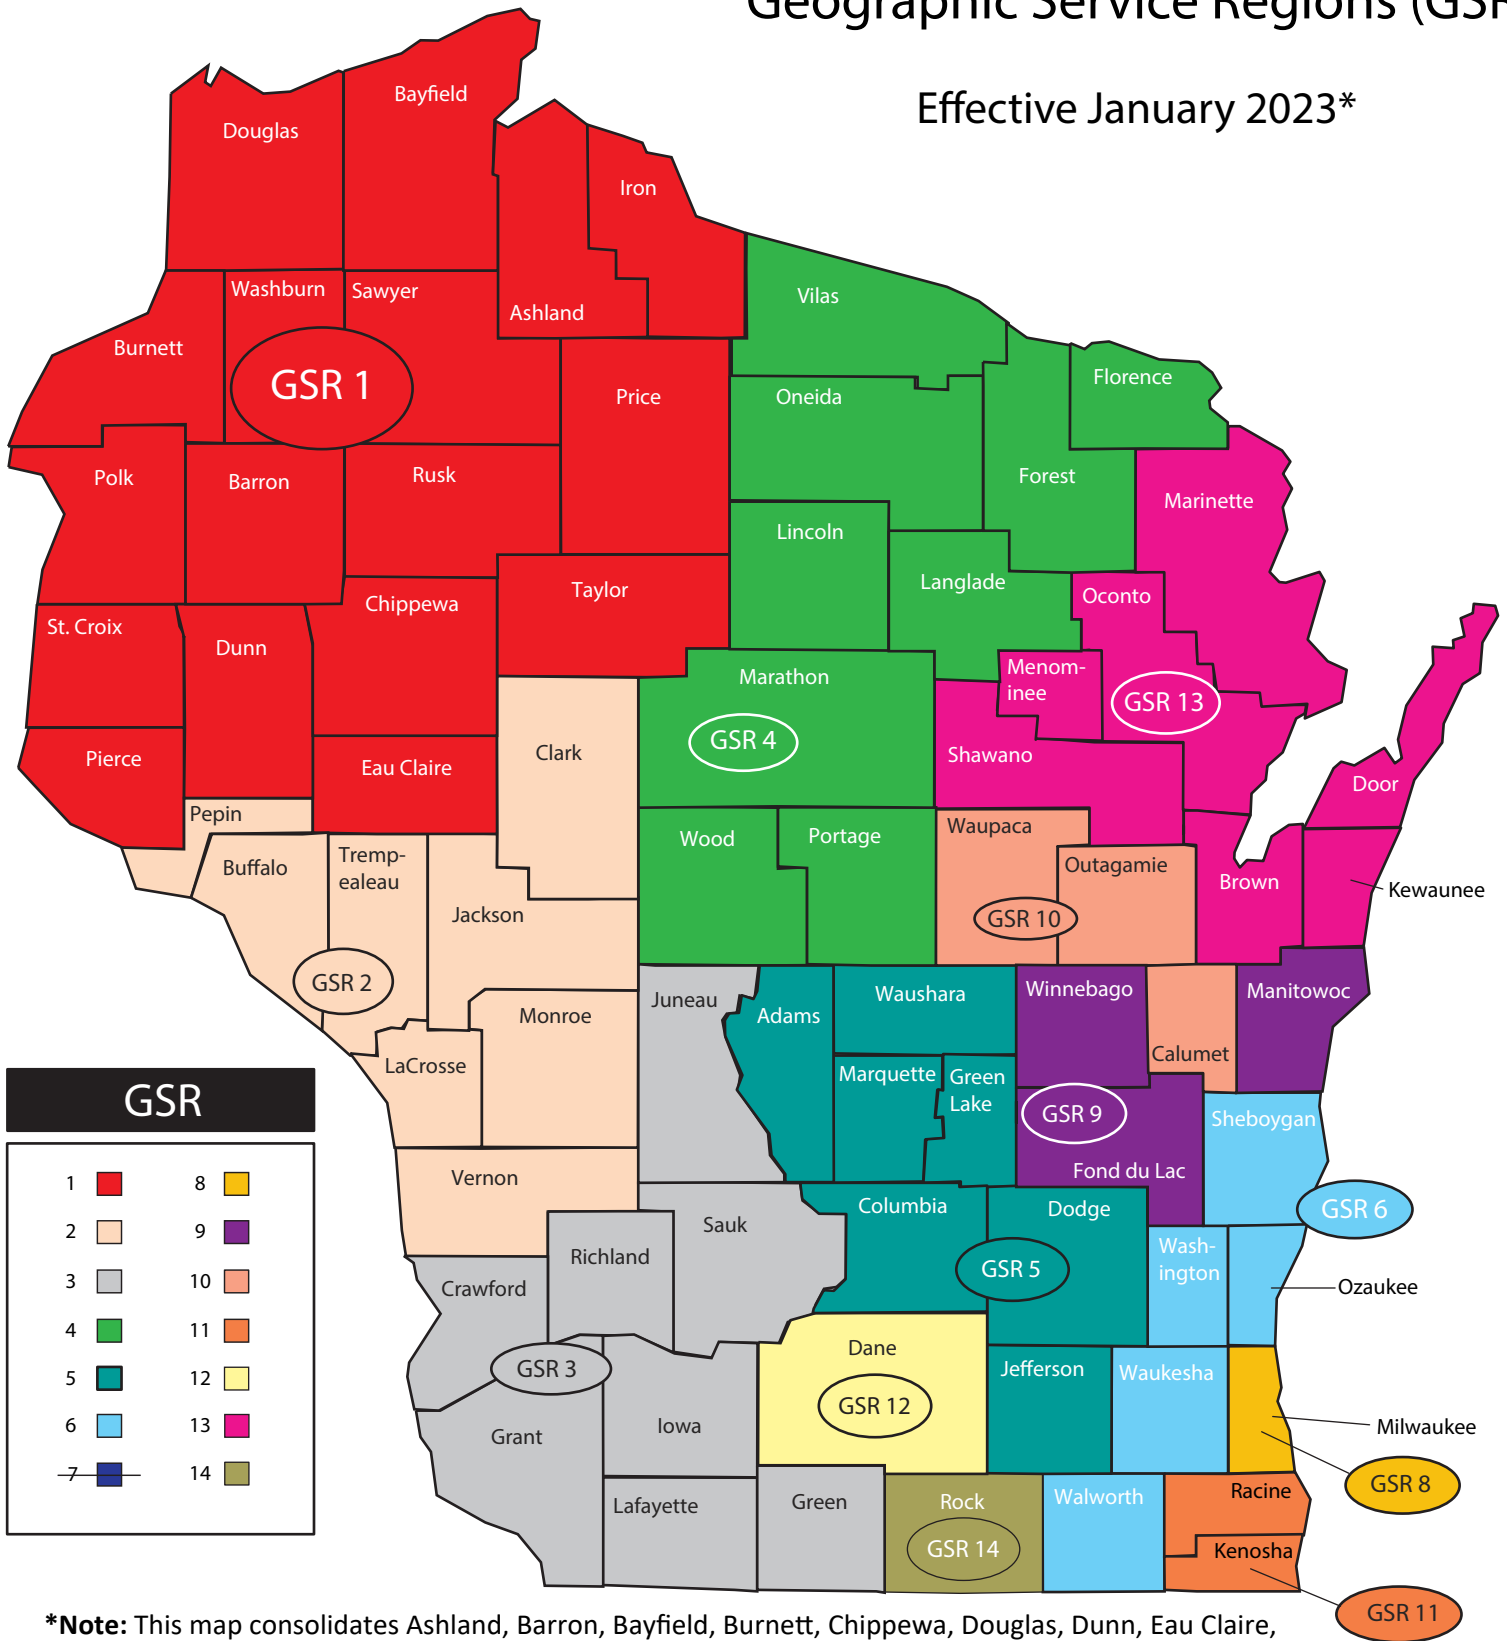 Geographic Service Regions (GSR
Effective January 2023*
Bayfield
Douglas
Iron
Washburn
Sawyer
Ashland
Vilas
Burnett
GSR 1
Price
Oneida
Florence
Polk
Barron
Rusk
Forest
Marinette
Lincoln
Langlade
Taylor
Oconto
Chippewa
St. Croix
Dunn
Marathon
Menom-
inee
GSR 13
GSR 4
Shawano
Pierce
Eau Claire
Clark
Door
Pepin
Wood
Portage
Waupaca
Buffalo
Tremp-
ealeau
Outagamie
Brown
Kewaunee
Jackson
GSR 10
GSR 2
Juneau
Adams
Waushara
Winnebago
Manitowoc
Monroe
LaCrosse
Marquette
Green
Lake
Calumet
GSR 9
Sheboygan
Vernon
Fond du Lac
GSR 6
Columbia
Dodge
Sauk
Richland
GSR 5
Wash-
ington
Ozaukee
Crawford
GSR 3
Dane
GSR 12
Jefferson
Waukesha
Milwaukee
Grant
Iowa
GSR 8
Lafayette
Green
Rock
GSR 14
Walworth
Racine
Kenosha
GSR 11
GSR
1
8
2
9
3
10
4
11
5
12
6
13
7
14
*Note: This map consolidates Ashland, Barron, Bayfield, Burnett, Chippewa, Douglas, Dunn, Eau Claire,